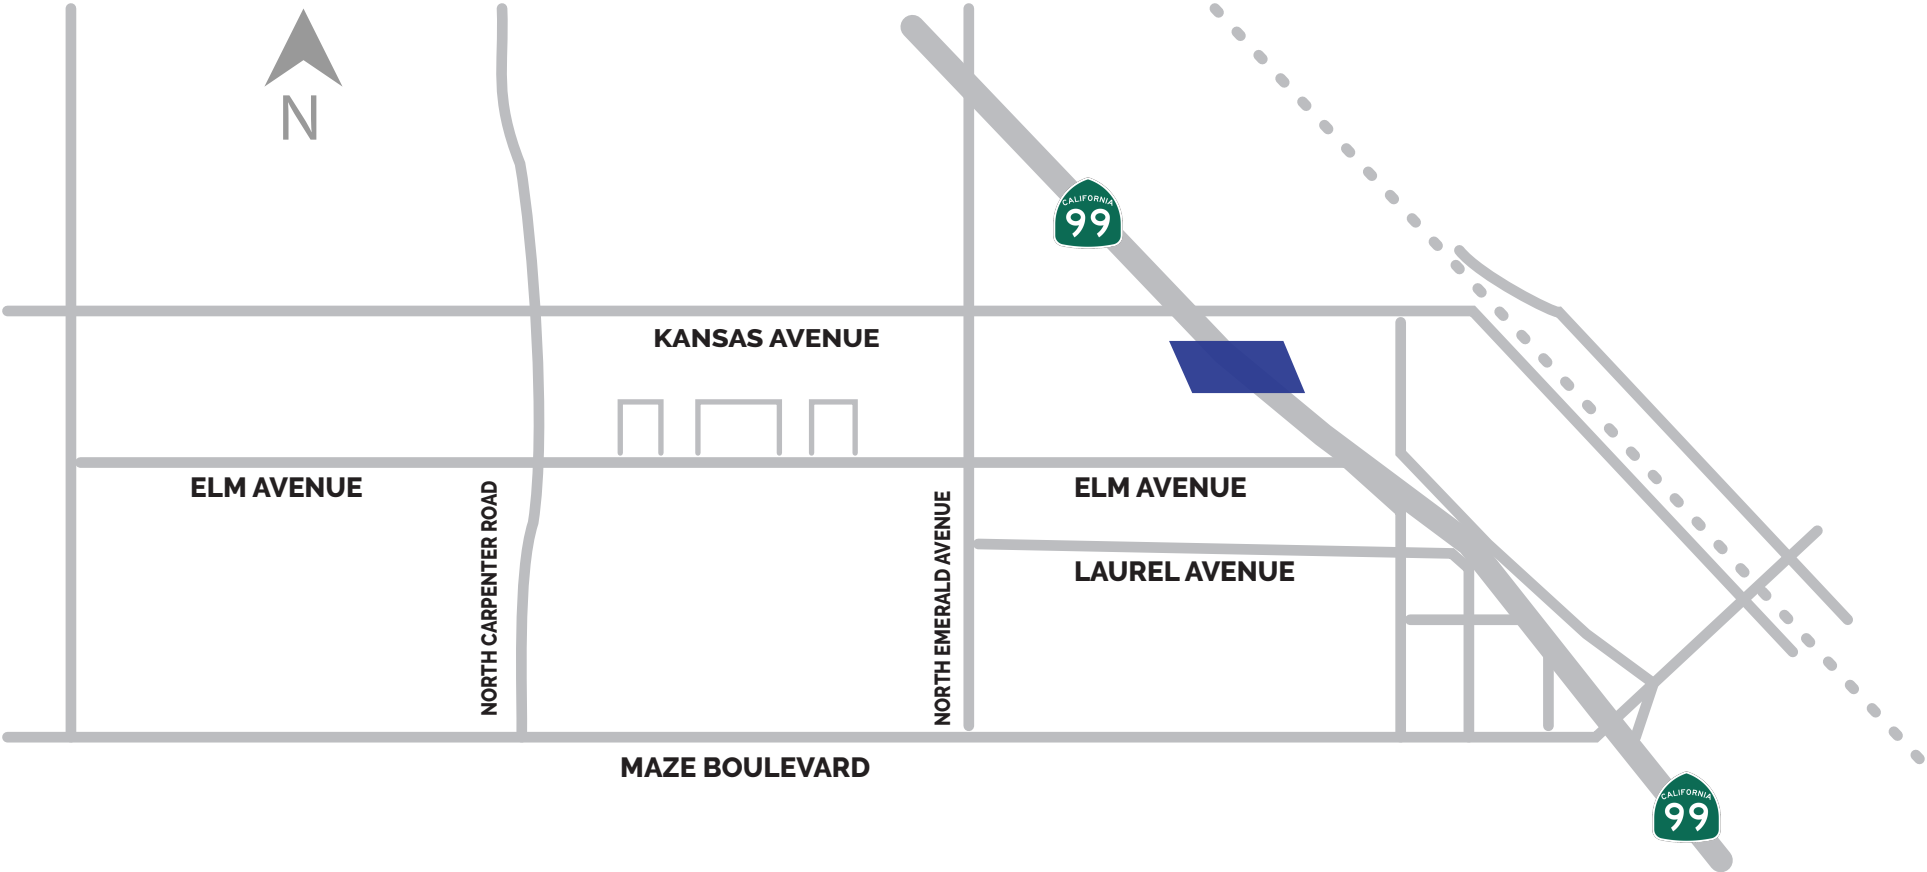 N
CALIFORNIA
99
KANSAS AVENUE
ELM AVENUE
ELM AVENUE
NORTH CARPENTER ROAD
NORTH EMERALD AVENUE
LAUREL AVENUE
MAZE BOULEVARD
CALIFORNIA
99